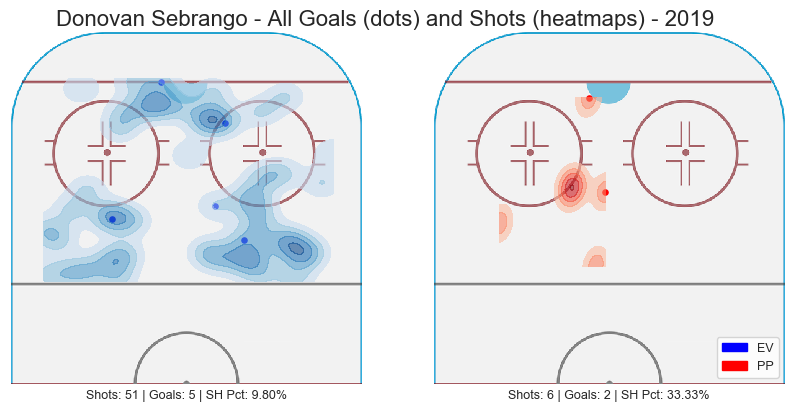 Donovan Sebrango - All Goals (dots) and Shots (heatmaps) - 2019
EV
PP
Shots: 51 | Goals: 5 | SH Pct: 9.80%
Shots: 6 | Goals: 2 | SH Pct: 33.33%